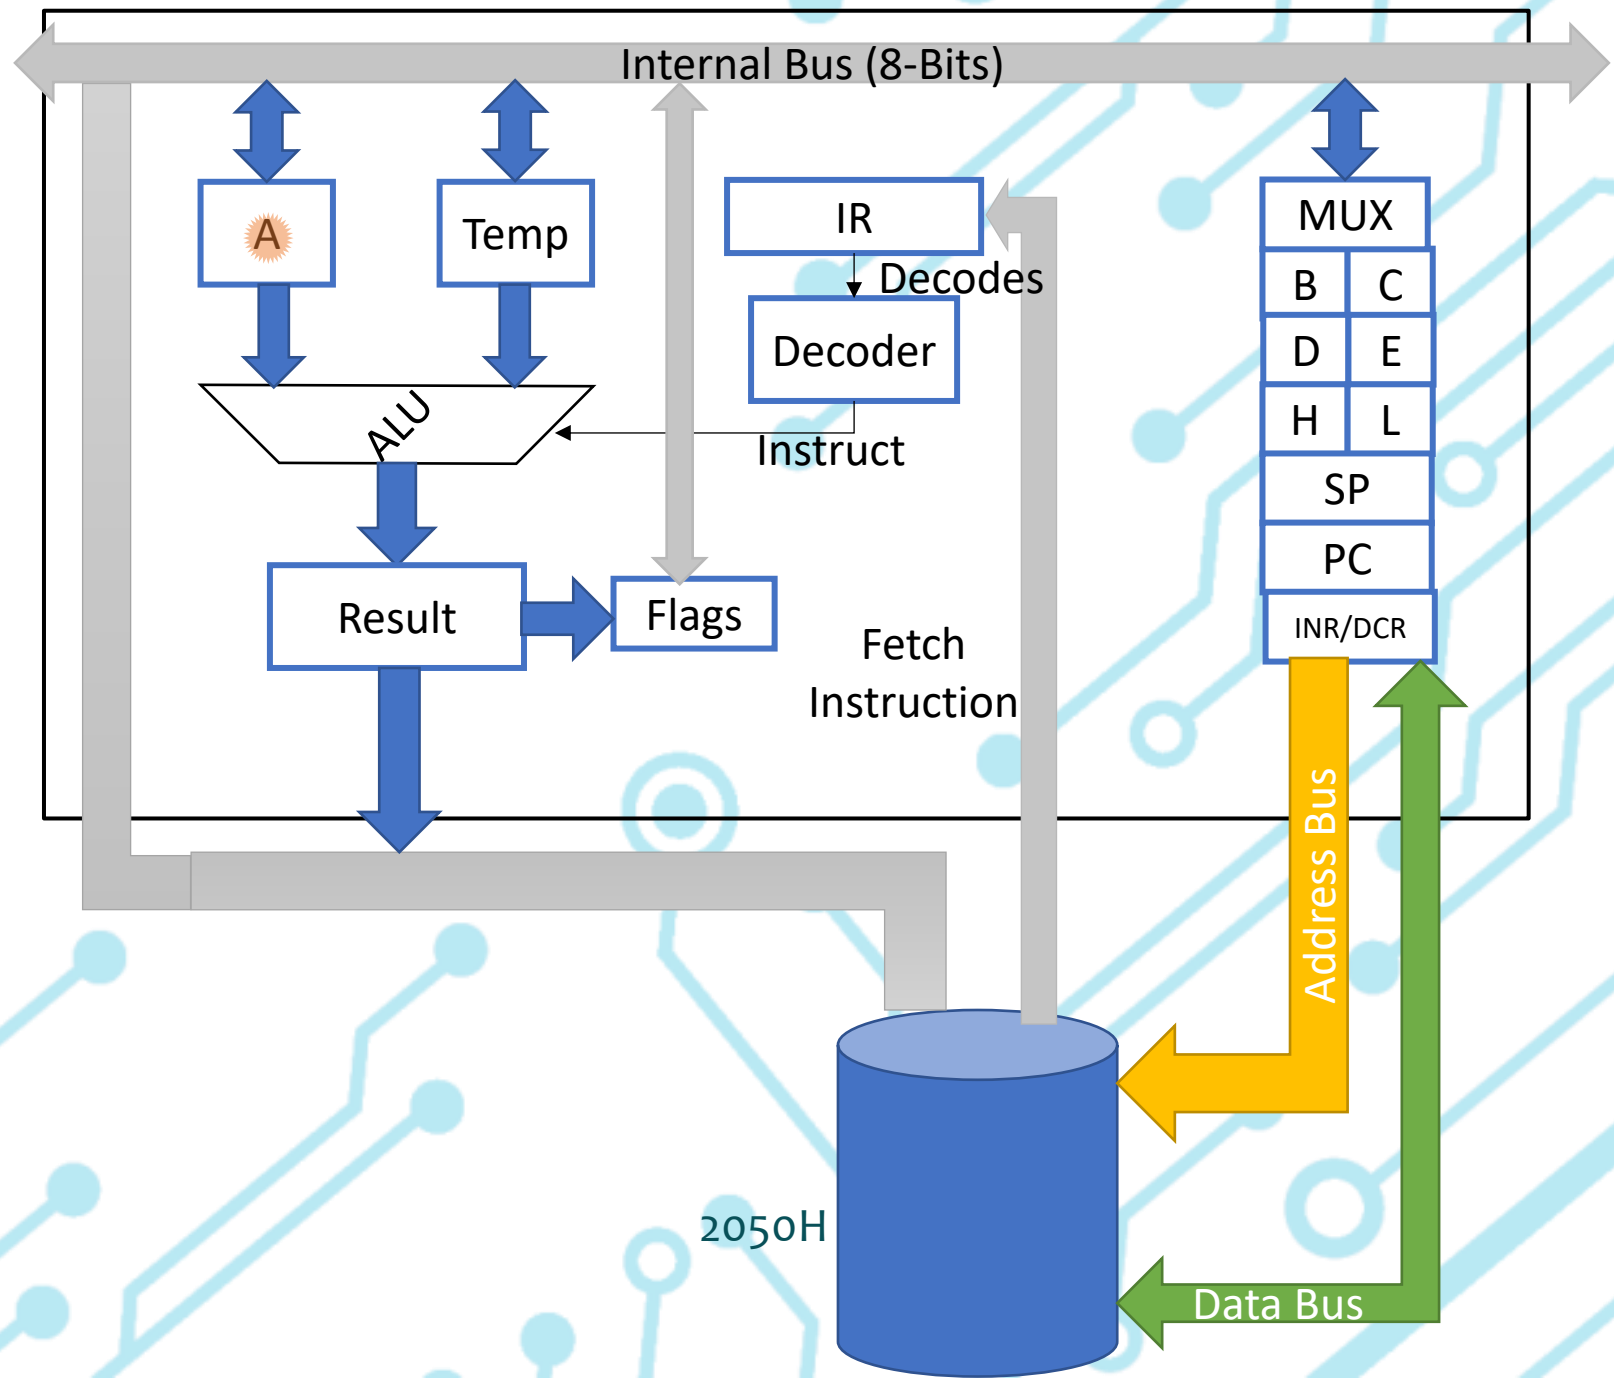 Internal Bus (8-Bits)
A
Temp
IR
MUX
Decodes
B
C
Decoder
D
E
ALU
H
L
Instruct
SP
PC
Result
Flags
INR/DCR
Fetch
Instruction
Address Bus
2050H
Data Bus